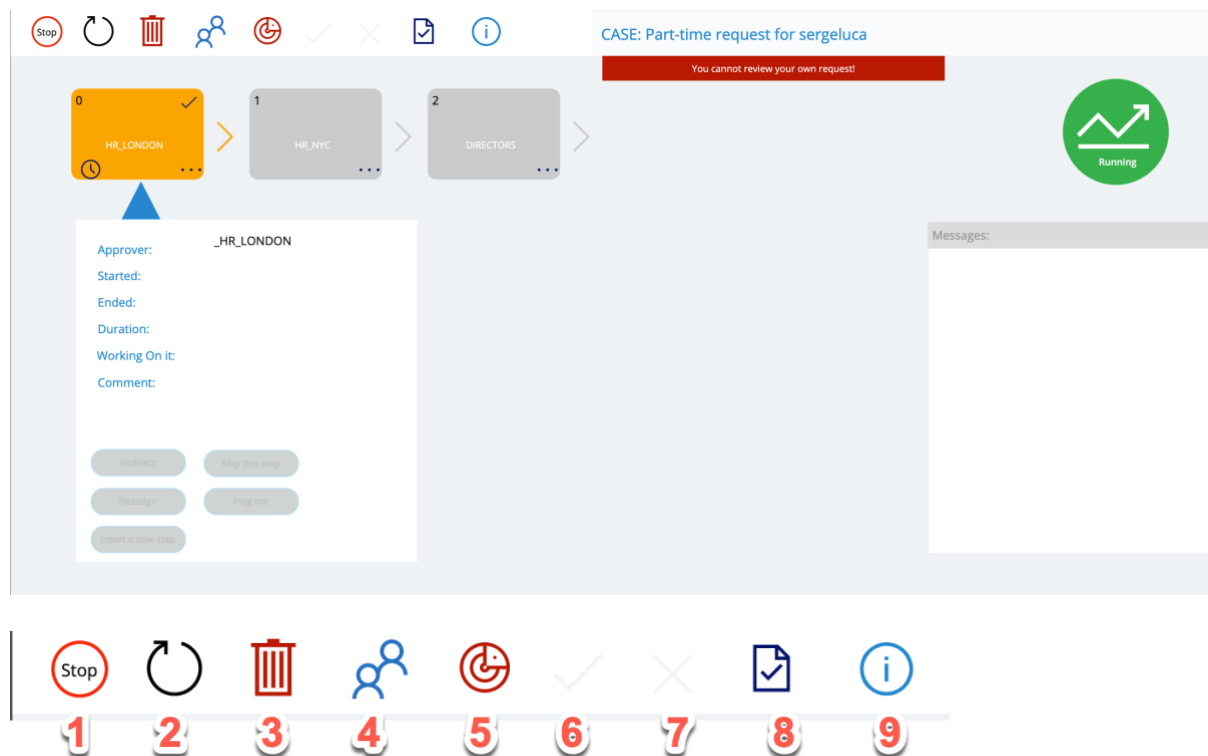 Stop
CASE: Part-time request for sergeluca
You cannot review your own request!
0
HR_LONDON
...
1
HR_NYC
...
2
DIRECTORS
...
Running
Approver:
_HR_LONDON
Started:
Ended:
Duration:
Working On it:
Comment:
Redirect
Skip this step
Reassign
Ping me
Insert a new step
Messages:
Stop
1 2 3 4 5 6 7 8 9